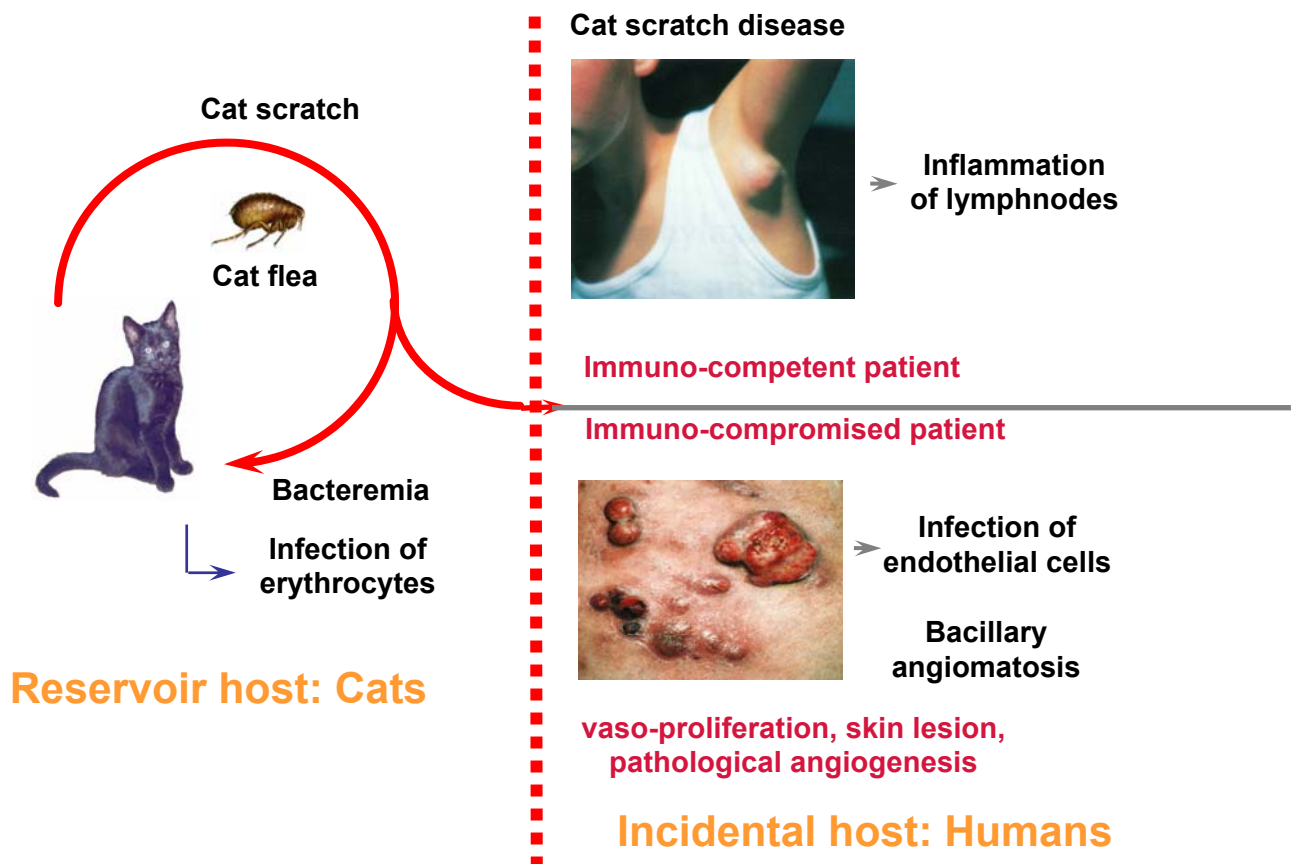 Cat scratch
Cat flea
Bacteremia
Infection of
erythrocytes
Reservoir host: Cats
Cat scratch disease
Inflammation
of lymphnodes
Immuno-competent patient
Immuno-compromised patient
Infection of
endothelial cells
Bacillary
angiomatosis
vaso-proliferation, skin lesion,
pathological angiogenesis
Incidental host: Humans